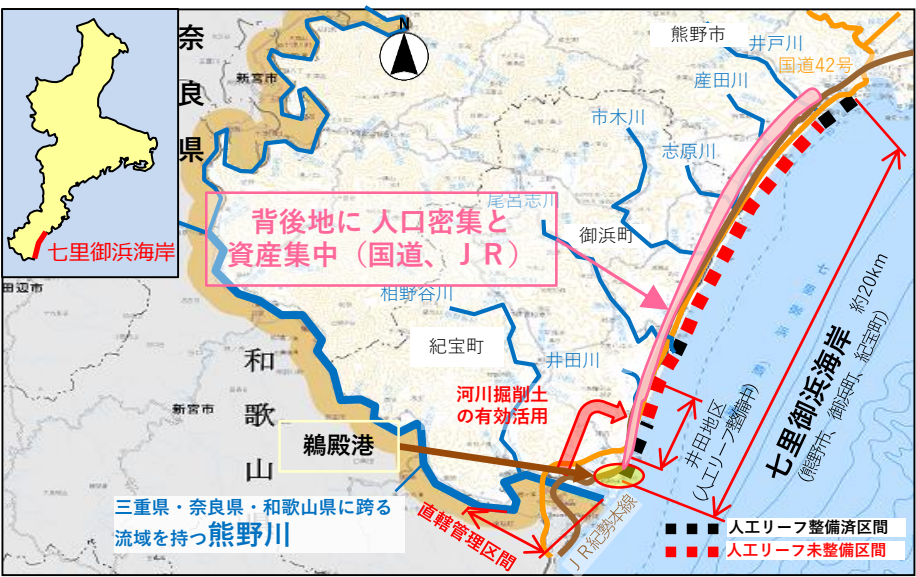 奈良県
新宮市
N
熊野市
井戸川
国道42号
産田川
市木川
志原川
尾呂志川
背後地に 人口密集と
資産集中（国道、ＪＲ）
御浜町
七里御浜海岸
田辺市
相野谷川
紀宝町
井田川
七里御浜
七里御浜海岸 約20km
(熊野市、御浜町、紀宝町)
井田地区
(人工リーフ整備中)
和歌山
新宮市
河川掘削土
の有効活用
鵜殿港
三重県・奈良県・和歌山県に跨る
流域を持つ熊野川
直轄管理区間
ＪＲ紀勢本線
人工リーフ整備済区間
人工リーフ未整備区間